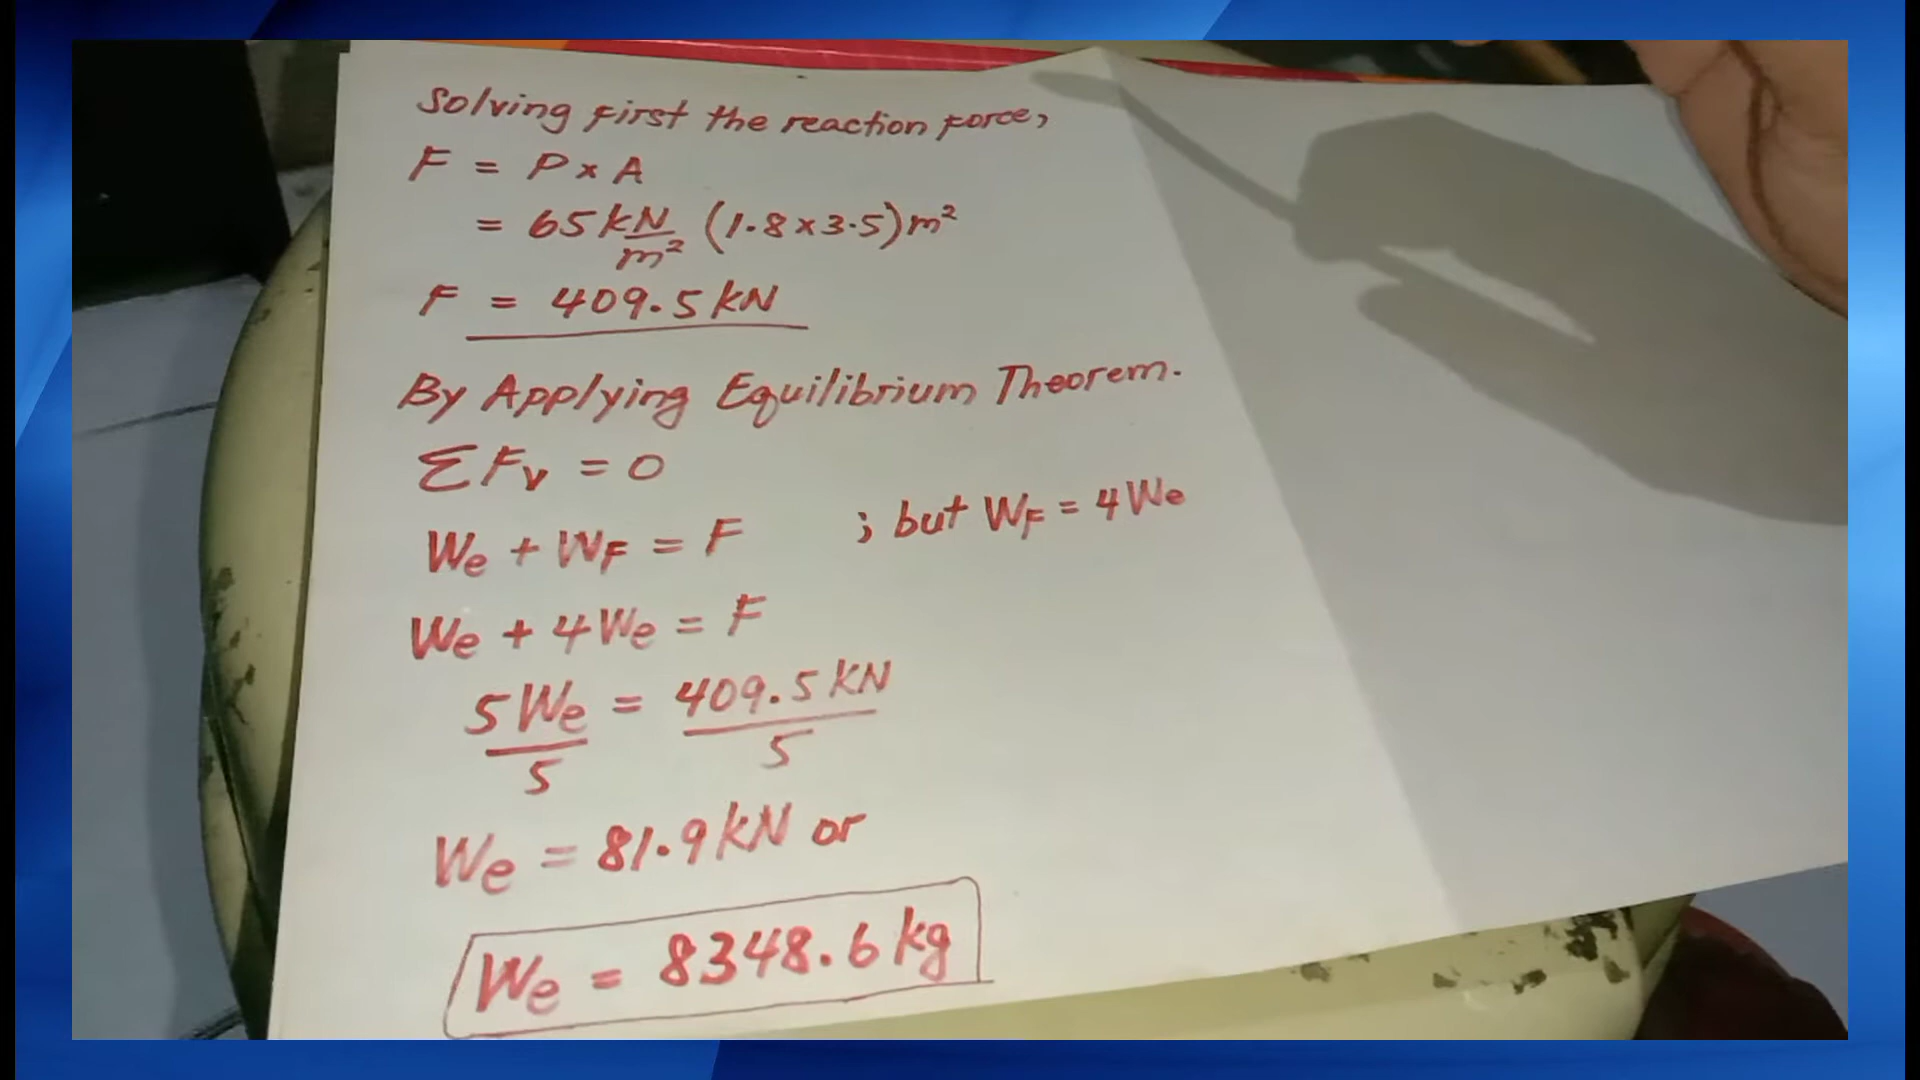 Solving first the reaction force,
F = P x A
= 65 kN/m² (1.8 x 3.5) m²
F = 409.5 kN
By Applying Equilibrium Theorem.
ΣFv = 0
We + WF = F ; but WF = 4We
We + 4We = F
5We/5 = 409.5 KN/5
We = 81.9 kN or
We = 8348.6 kg